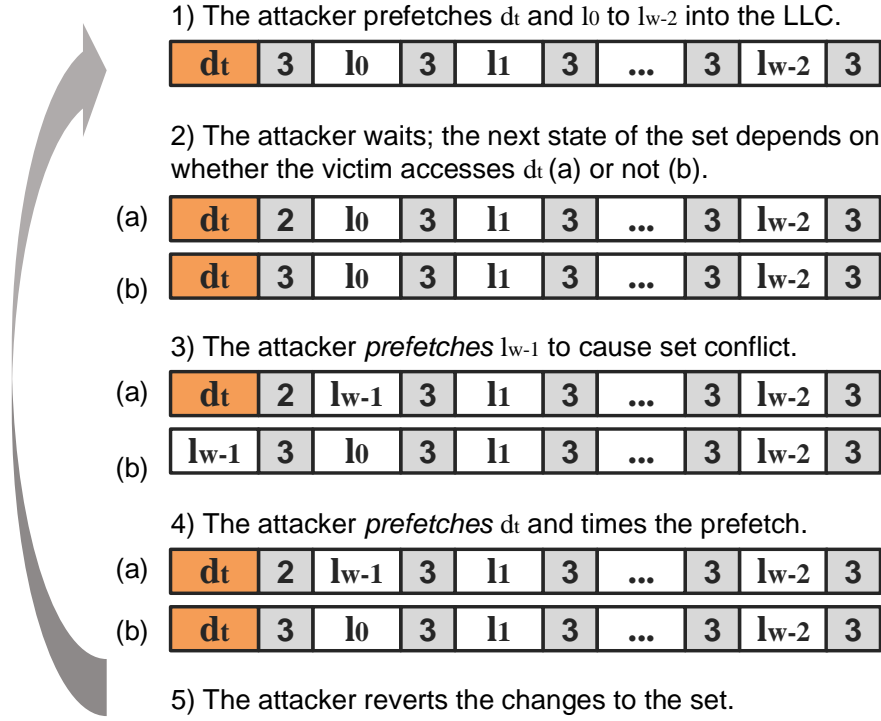 1) The attacker prefetches dt and l0 to lw-2 into the LLC.
dt 3 l0 3 l1 3 ... 3 lw-2 3
2) The attacker waits; the next state of the set depends on
whether the victim accesses dt (a) or not (b).
(a) dt 2 l0 3 l1 3 ... 3 lw-2 3
(b) dt 3 l0 3 l1 3 ... 3 lw-2 3
3) The attacker prefetches lw-1 to cause set conflict.
(a) dt 2 lw-1 3 l1 3 ... 3 lw-2 3
(b) lw-1 3 l0 3 l1 3 ... 3 lw-2 3
4) The attacker prefetches dt and times the prefetch.
(a) dt 2 lw-1 3 l1 3 ... 3 lw-2 3
(b) dt 3 l0 3 l1 3 ... 3 lw-2 3
5) The attacker reverts the changes to the set.